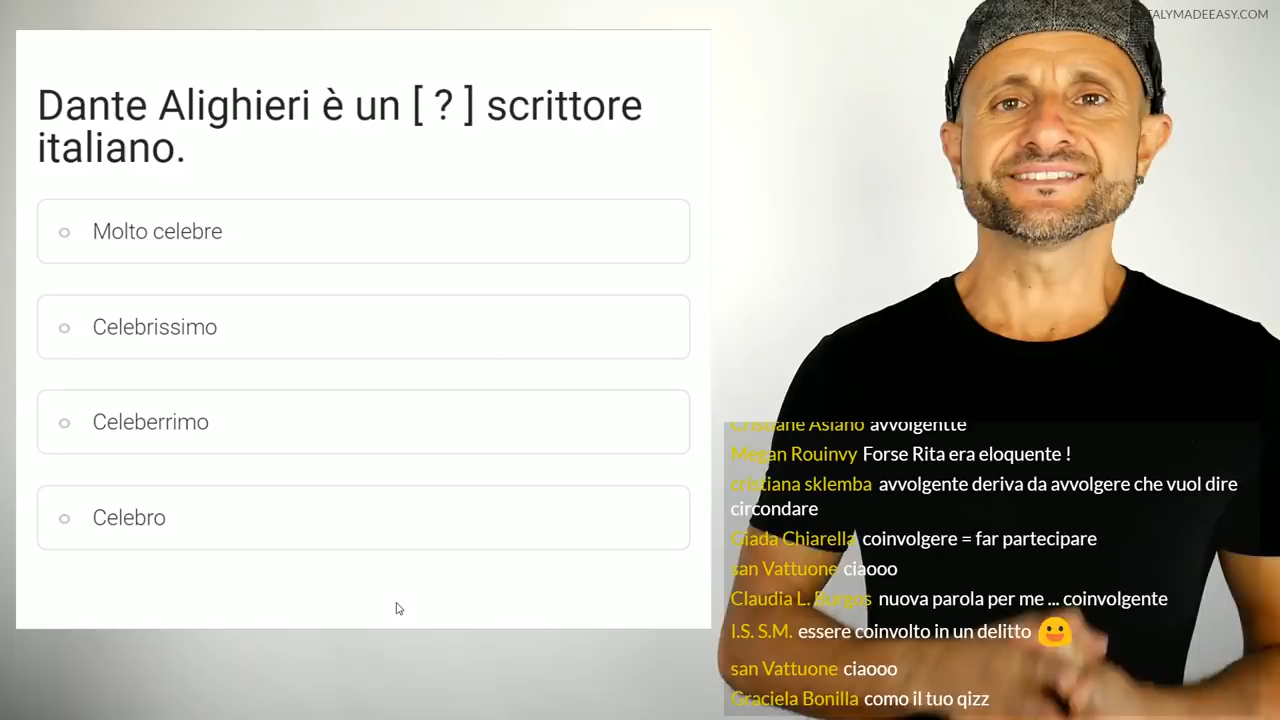 ITALYMADEEASY.COM
Dante Alighieri è un [ ? ] scrittore
italiano.
Molto celebre
Celebrissimo
Celeberrimo
Celebro
Cristiane Asiano avvolgentte
Megan Rouinvy Forse Rita era eloquente !
cristiana sklemba avvolgente deriva da avvolgere che vuol dire
circondare
Giada Chiarella coinvolgere = far partecipare
san Vattuone ciaooo
Claudia L. Burgos nuova parola per me ... coinvolgente
I.S. S.M. essere coinvolto in un delitto
san Vattuone ciaooo
Graciela Bonilla como il tuo qizz